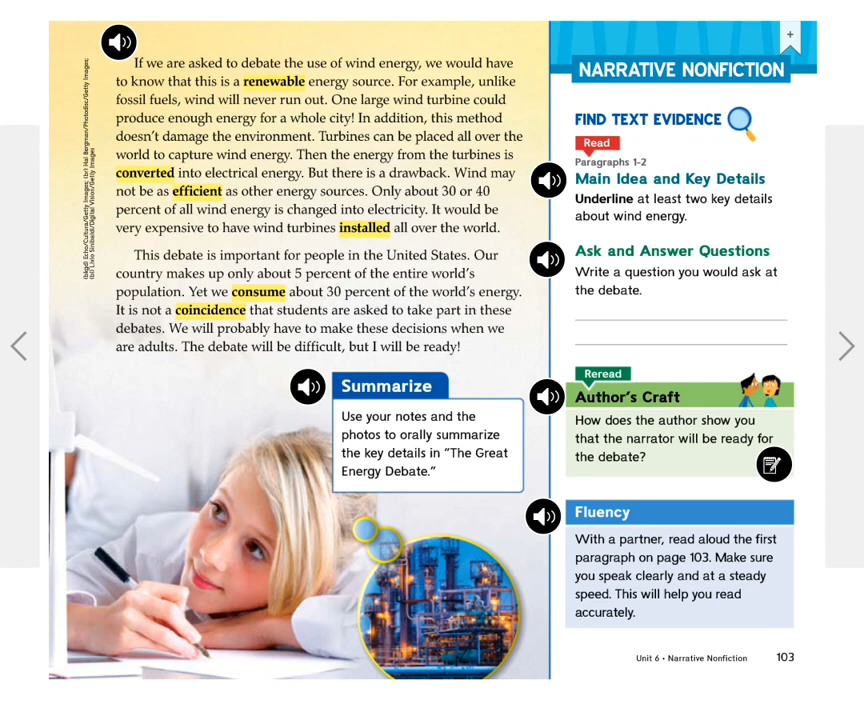 If we are asked to debate the use of wind energy, we would have
to know that this is a renewable energy source. For example, unlike
fossil fuels, wind will never run out. One large wind turbine could
produce enough energy for a whole city! In addition, this method
doesn't damage the environment. Turbines can be placed all over the
world to capture wind energy. Then the energy from the turbines is
converted into electrical energy. But there is a drawback. Wind may
not be as efficient as other energy sources. Only about 30 or 40
percent of all wind energy is changed into electricity. It would be
very expensive to have wind turbines installed all over the world.
This debate is important for people in the United States. Our
country makes up only about 5 percent of the entire world's
population. Yet we consume about 30 percent of the world's energy.
It is not a coincidence that students are asked to take part in these
debates. We will probably have to make these decisions when we
are adults. The debate will be difficult, but I will be ready!
Summarize
Use your notes and the
photos to orally summarize
the key details in "The Great
Energy Debate."
+
NARRATIVE NONFICTION
FIND TEXT EVIDENCE
Read
Paragraphs 1-2
Main Idea and Key Details
Underline at least two key details
about wind energy.
Ask and Answer Questions
Write a question you would ask at
the debate.
Reread
Author's Craft
How does the author show you
that the narrator will be ready for
the debate?
Fluency
With a partner, read aloud the first
paragraph on page 103. Make sure
you speak clearly and at a steady
speed. This will help you read
accurately.
Unit 6 • Narrative Nonfiction 103